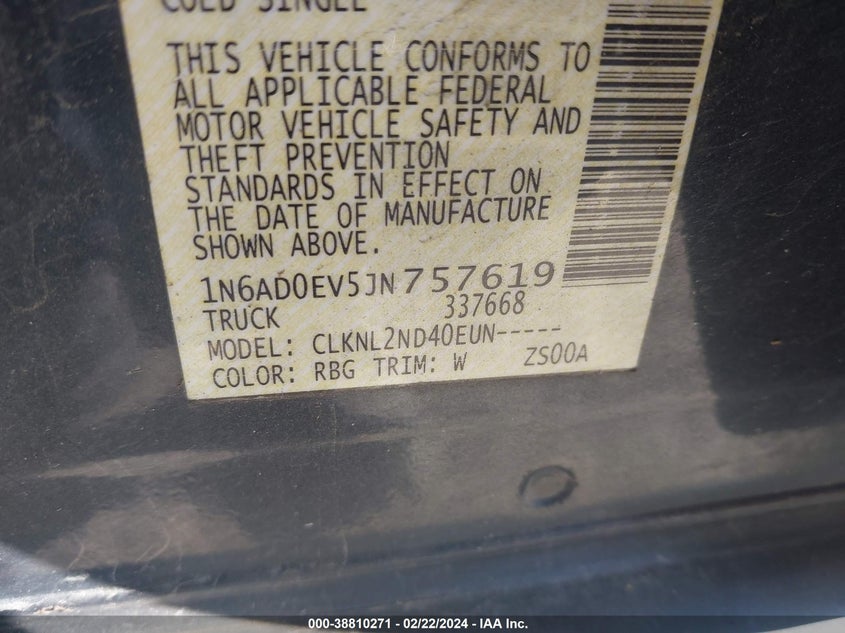 COLD SINGLE
THIS VEHICLE CONFORMS TO
ALL APPLICABLE FEDERAL
MOTOR VEHICLE SAFETY AND
THEFT PREVENTION
STANDARDS IN EFFECT ON
THE DATE OF MANUFACTURE
SHOWN ABOVE.
1N6AD0EV5JN757619
TRUCK 337668
MODEL: CLKNL2ND40EUN-----
COLOR: RBG TRIM: W ZS00A
000-38810271 - 02/22/2024 - IAA Inc.